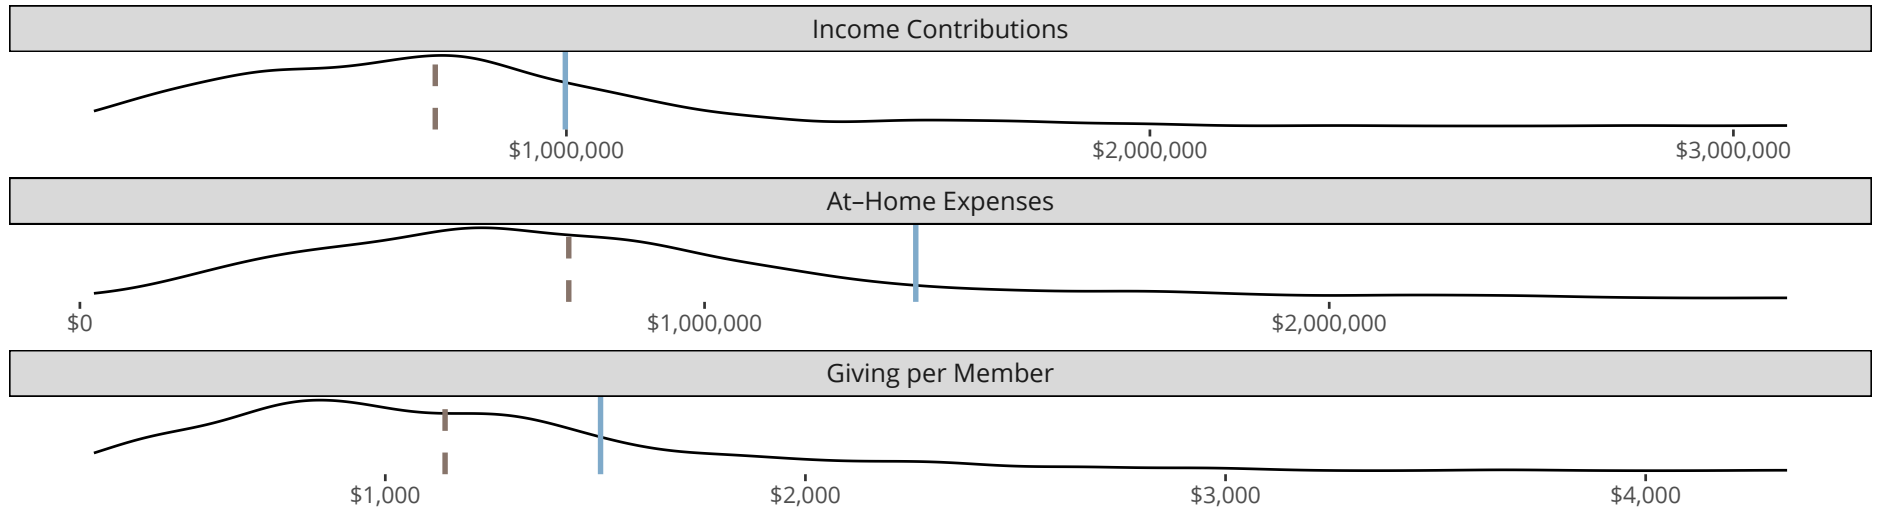 Income Contributions
$1,000,000 $2,000,000 $3,000,000
At–Home Expenses
$0 $1,000,000 $2,000,000
Giving per Member
$1,000 $2,000 $3,000 $4,000